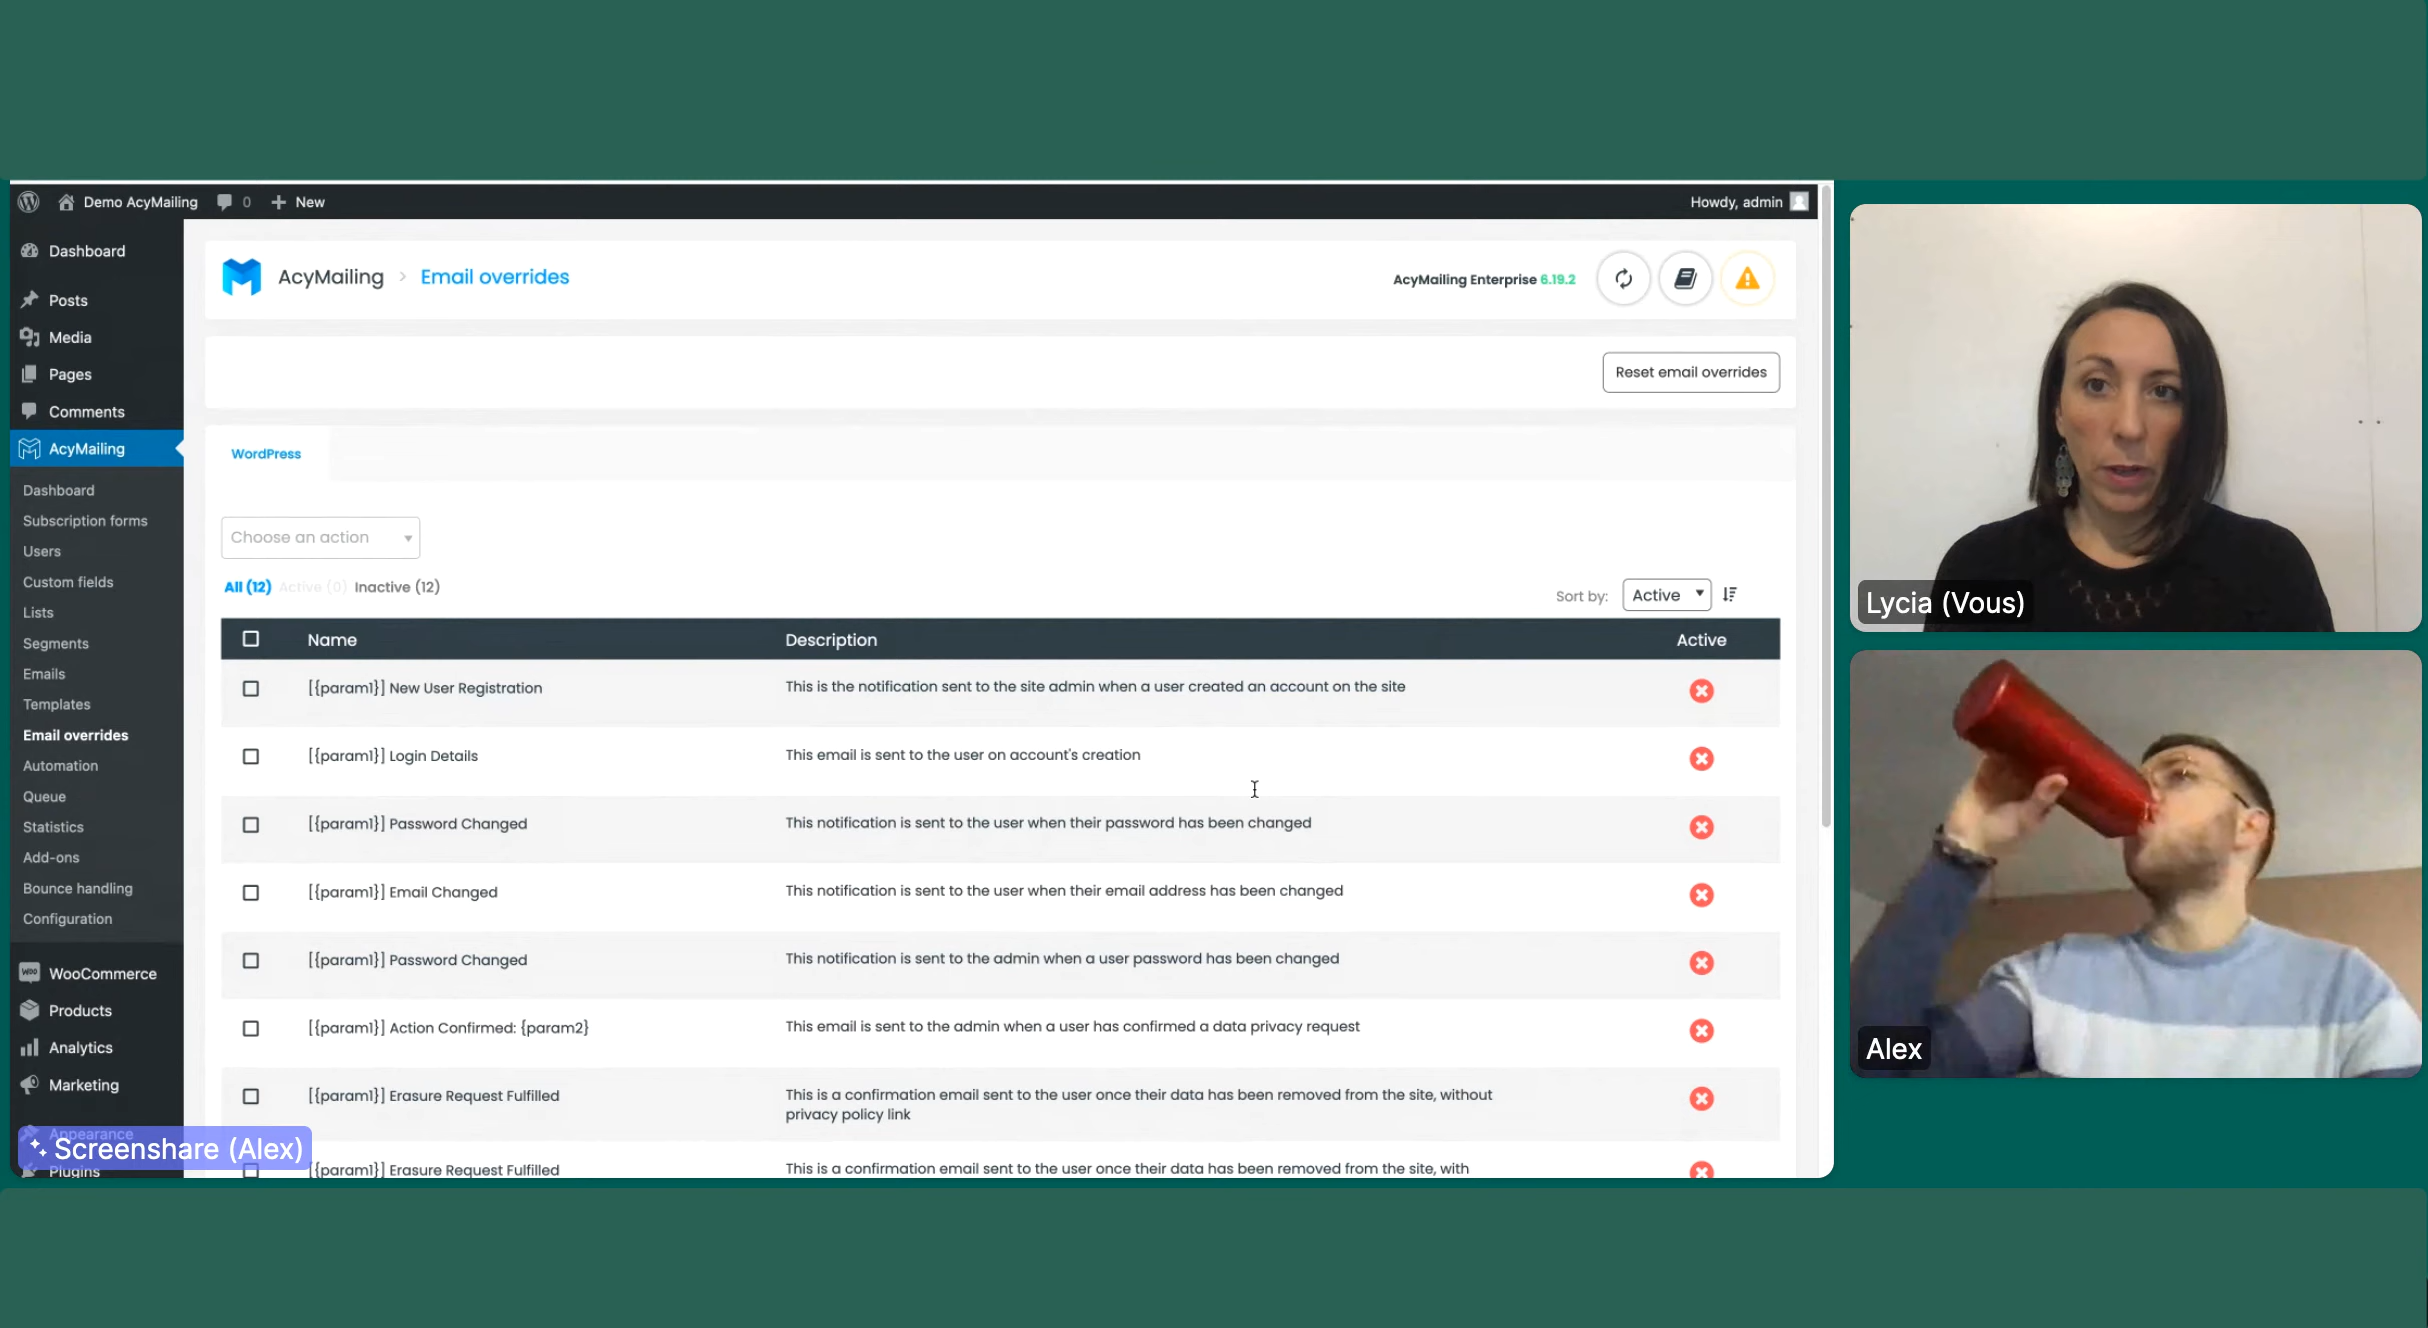 Demo AcyMailing 0 + New Howdy, admin
Dashboard
Posts
Media
Pages
Comments
AcyMailing
Dashboard
Subscription forms
Users
Custom fields
Lists
Segments
Emails
Templates
Email overrides
Automation
Queue
Statistics
Add-ons
Bounce handling
Configuration
WooCommerce
Products
Analytics
Marketing
Appearance
Plugins
Screenshare (Alex)
AcyMailing > Email overrides AcyMailing Enterprise 6.19.2
Reset email overrides
WordPress
Choose an action
All (12) Active (0) Inactive (12) Sort by: Active
Name Description Active
[{param1}] New User Registration This is the notification sent to the site admin when a user created an account on the site
[{param1}] Login Details This email is sent to the user on account's creation
[{param1}] Password Changed This notification is sent to the user when their password has been changed
[{param1}] Email Changed This notification is sent to the user when their email address has been changed
[{param1}] Password Changed This notification is sent to the admin when a user password has been changed
[{param1}] Action Confirmed: {param2} This email is sent to the admin when a user has confirmed a data privacy request
[{param1}] Erasure Request Fulfilled This is a confirmation email sent to the user once their data has been removed from the site, without
privacy policy link
[{param1}] Erasure Request Fulfilled This is a confirmation email sent to the user once their data has been removed from the site, with
Lycia (Vous)
Alex